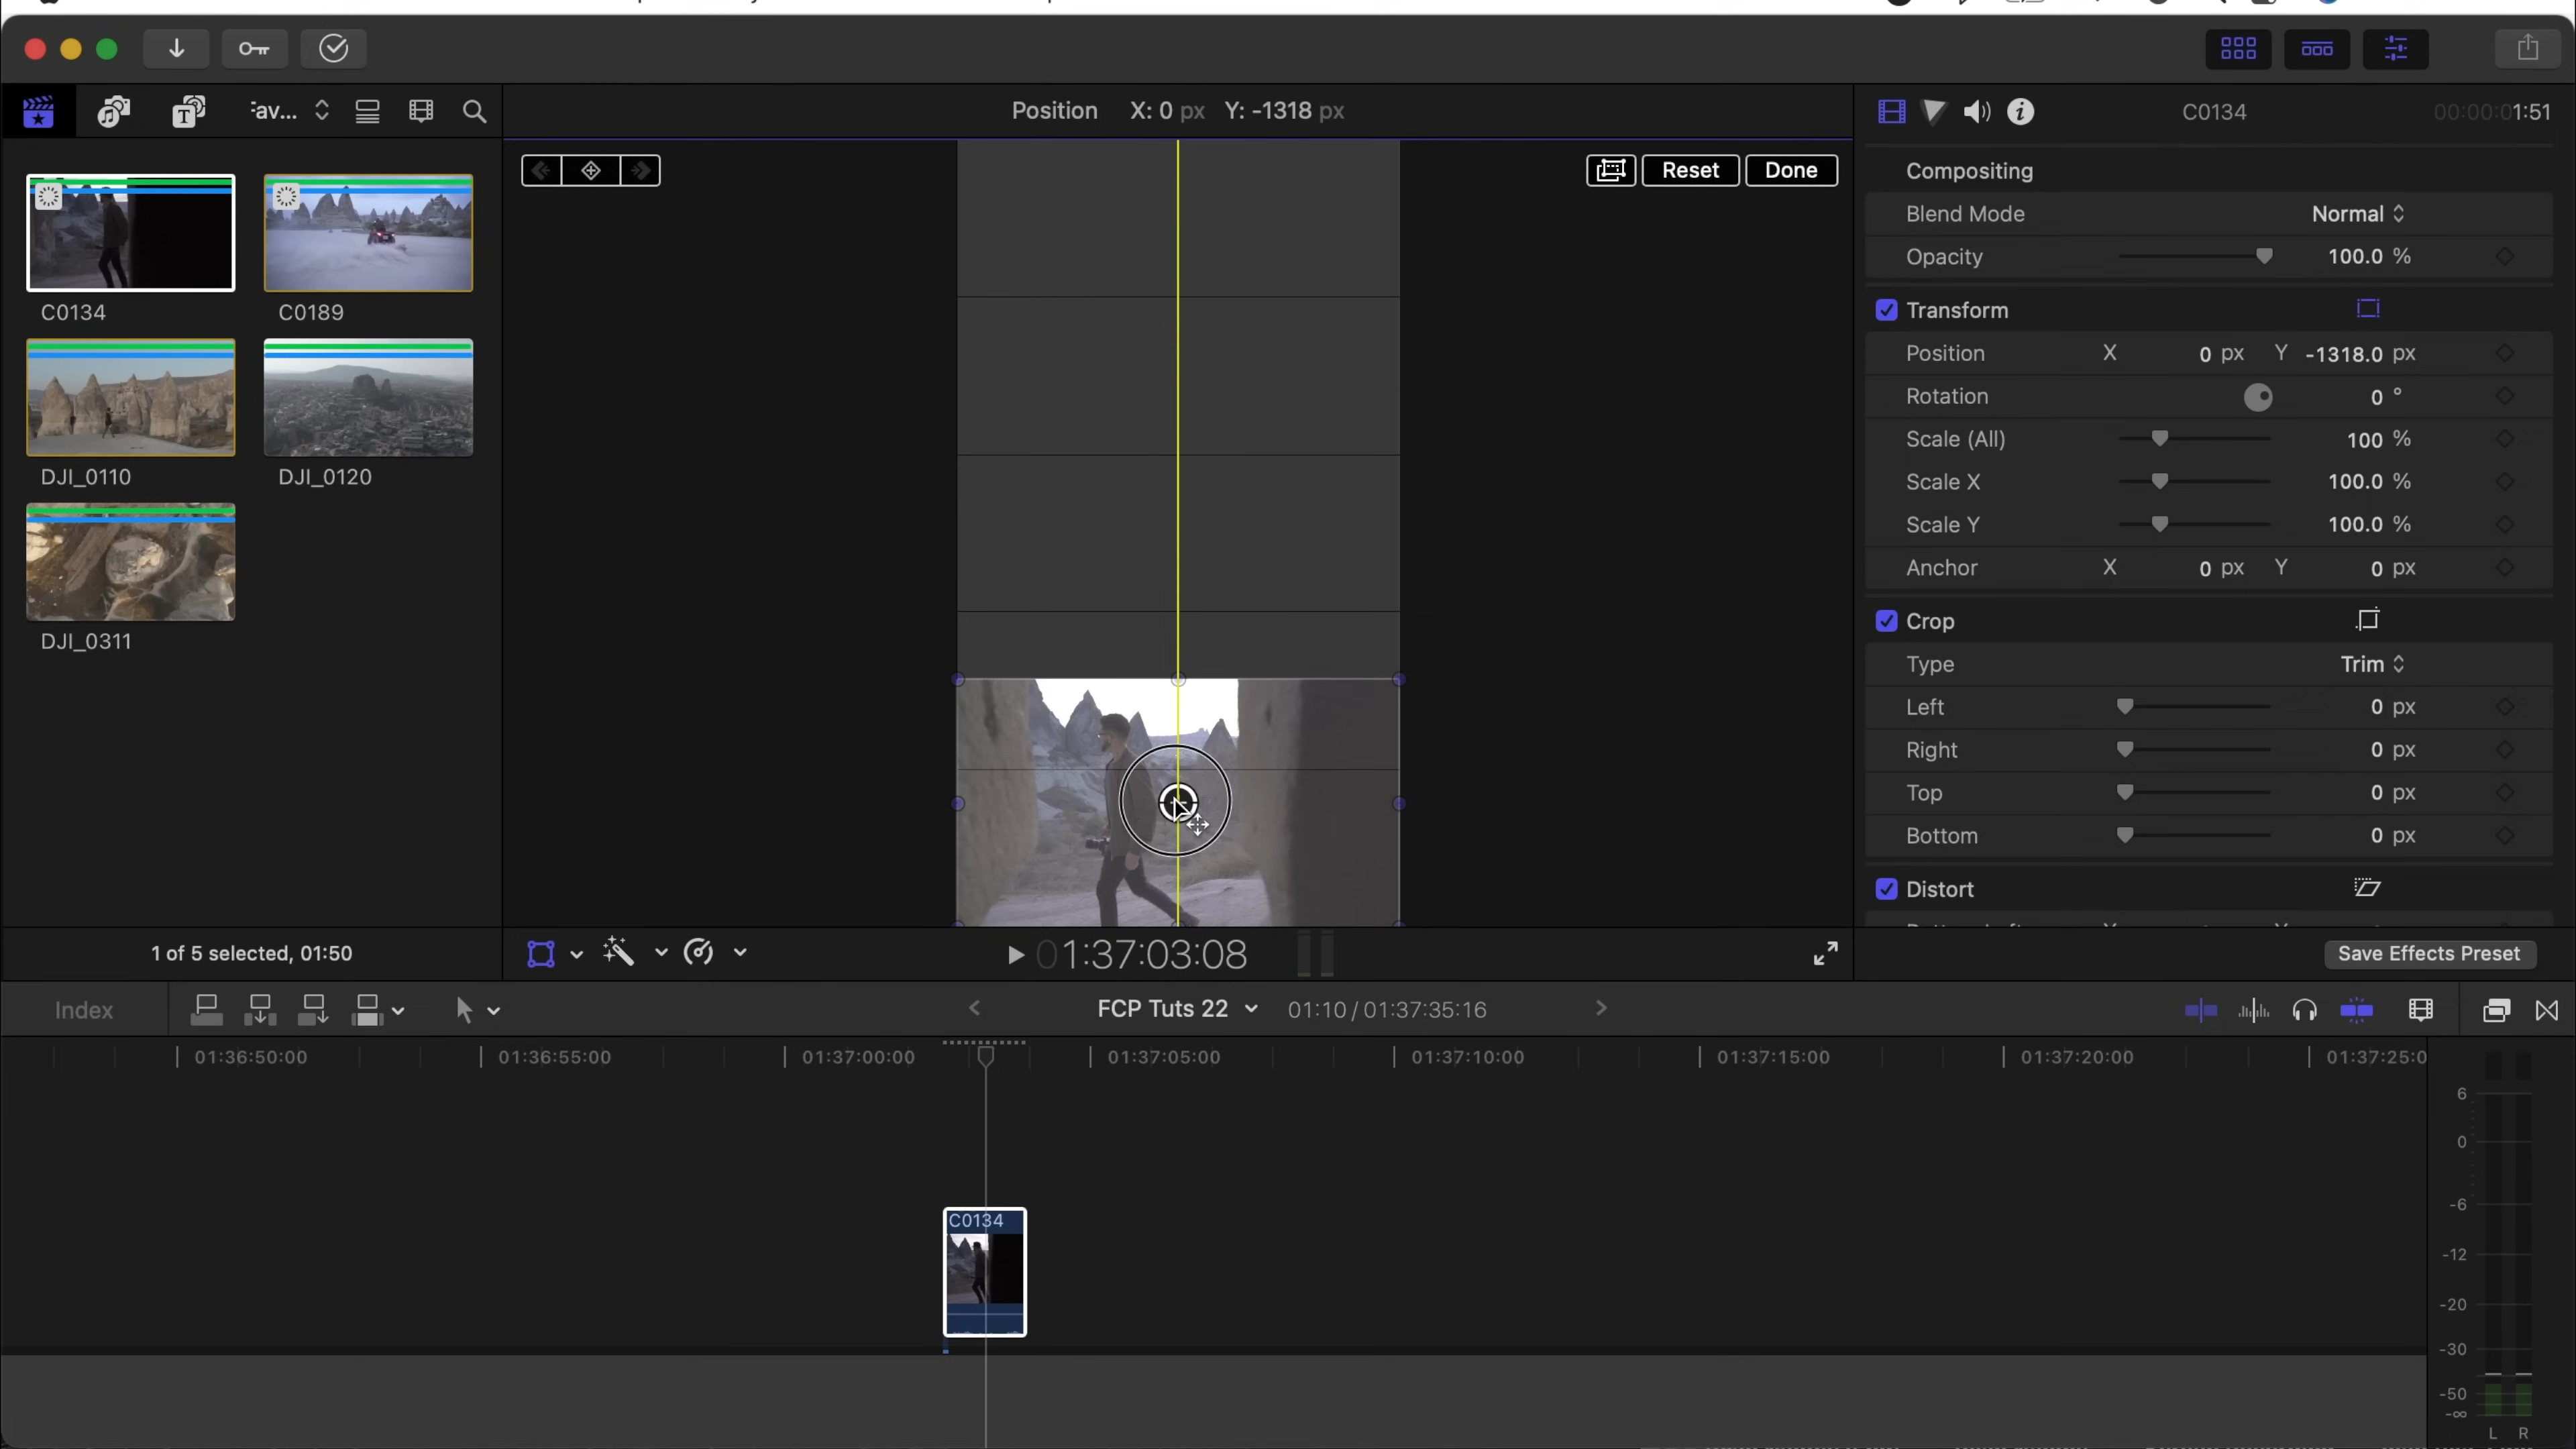 :av...
Position X: 0 px Y: -1318 px
C0134
00:00:01:51
Reset
Done
Compositing
Blend Mode
Normal
Opacity
100.0 %
Transform
Position X 0 px Y -1318.0 px
Rotation 0 °
Scale (All) 100 %
Scale X 100.0 %
Scale Y 100.0 %
Anchor X 0 px Y 0 px
Crop
Type Trim
Left 0 px
Right 0 px
Top 0 px
Bottom 0 px
Distort
Save Effects Preset
C0134
C0189
DJI_0110
DJI_0120
DJI_0311
1 of 5 selected, 01:50
01:37:03:08
Index
FCP Tuts 22
01:10 / 01:37:35:16
01:36:50:00
01:36:55:00
01:37:00:00
01:37:05:00
01:37:10:00
01:37:15:00
01:37:20:00
01:37:25:0
C0134
6
0
-6
-12
-20
-30
-50
-∞
L R